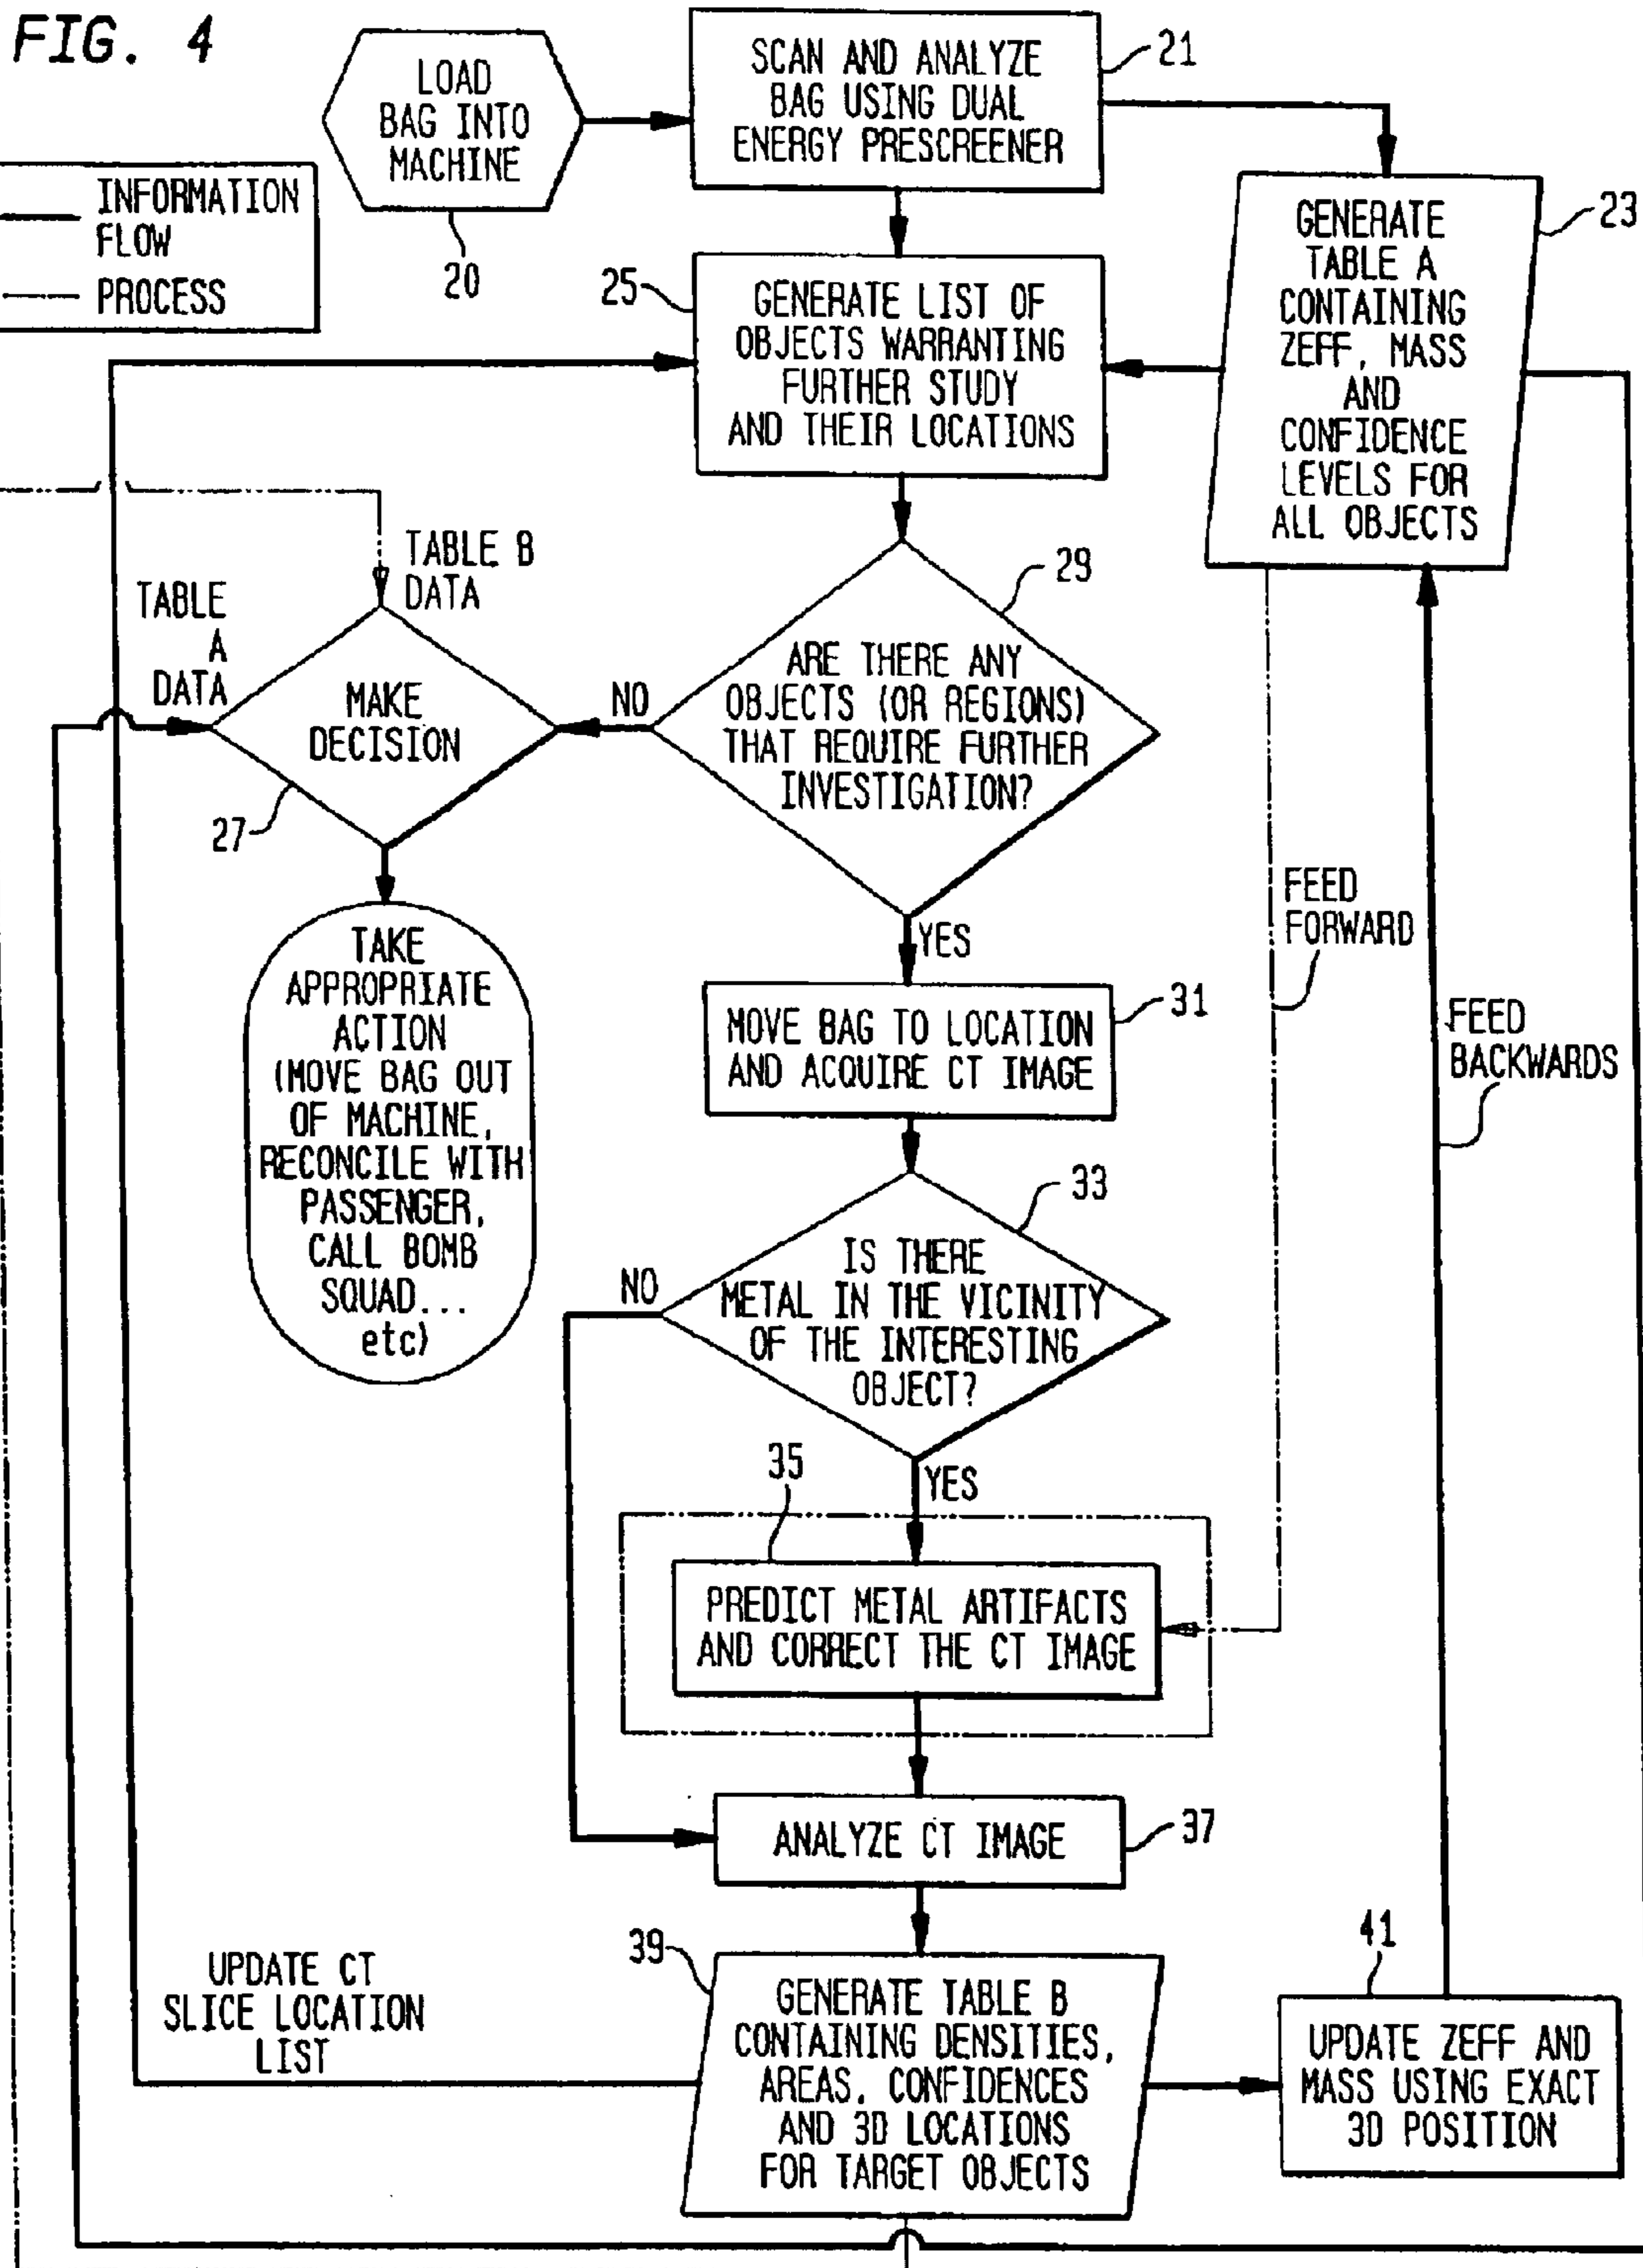 FIG. 4
LOAD
BAG INTO
MACHINE
20
SCAN AND ANALYZE
BAG USING DUAL
ENERGY PRESCREENER
21
INFORMATION
FLOW
PROCESS
GENERATE
TABLE A
CONTAINING
ZEFF, MASS
AND
CONFIDENCE
LEVELS FOR
ALL OBJECTS
23
25
GENERATE LIST OF
OBJECTS WARRANTING
FURTHER STUDY
AND THEIR LOCATIONS
TABLE B
DATA
TABLE
A
DATA
MAKE
DECISION
27
NO
29
ARE THERE ANY
OBJECTS (OR REGIONS)
THAT REQUIRE FURTHER
INVESTIGATION?
YES
FEED
FORWARD
FEED
BACKWARDS
TAKE
APPROPRIATE
ACTION
(MOVE BAG OUT
OF MACHINE,
RECONCILE WITH
PASSENGER,
CALL BOMB
SQUAD...
etc)
31
MOVE BAG TO LOCATION
AND ACQUIRE CT IMAGE
33
NO
IS THERE
METAL IN THE VICINITY
OF THE INTERESTING
OBJECT?
YES
35
PREDICT METAL ARTIFACTS
AND CORRECT THE CT IMAGE
ANALYZE CT IMAGE
37
39
GENERATE TABLE B
CONTAINING DENSITIES,
AREAS, CONFIDENCES
AND 3D LOCATIONS
FOR TARGET OBJECTS
UPDATE CT
SLICE LOCATION
LIST
41
UPDATE ZEFF AND
MASS USING EXACT
3D POSITION